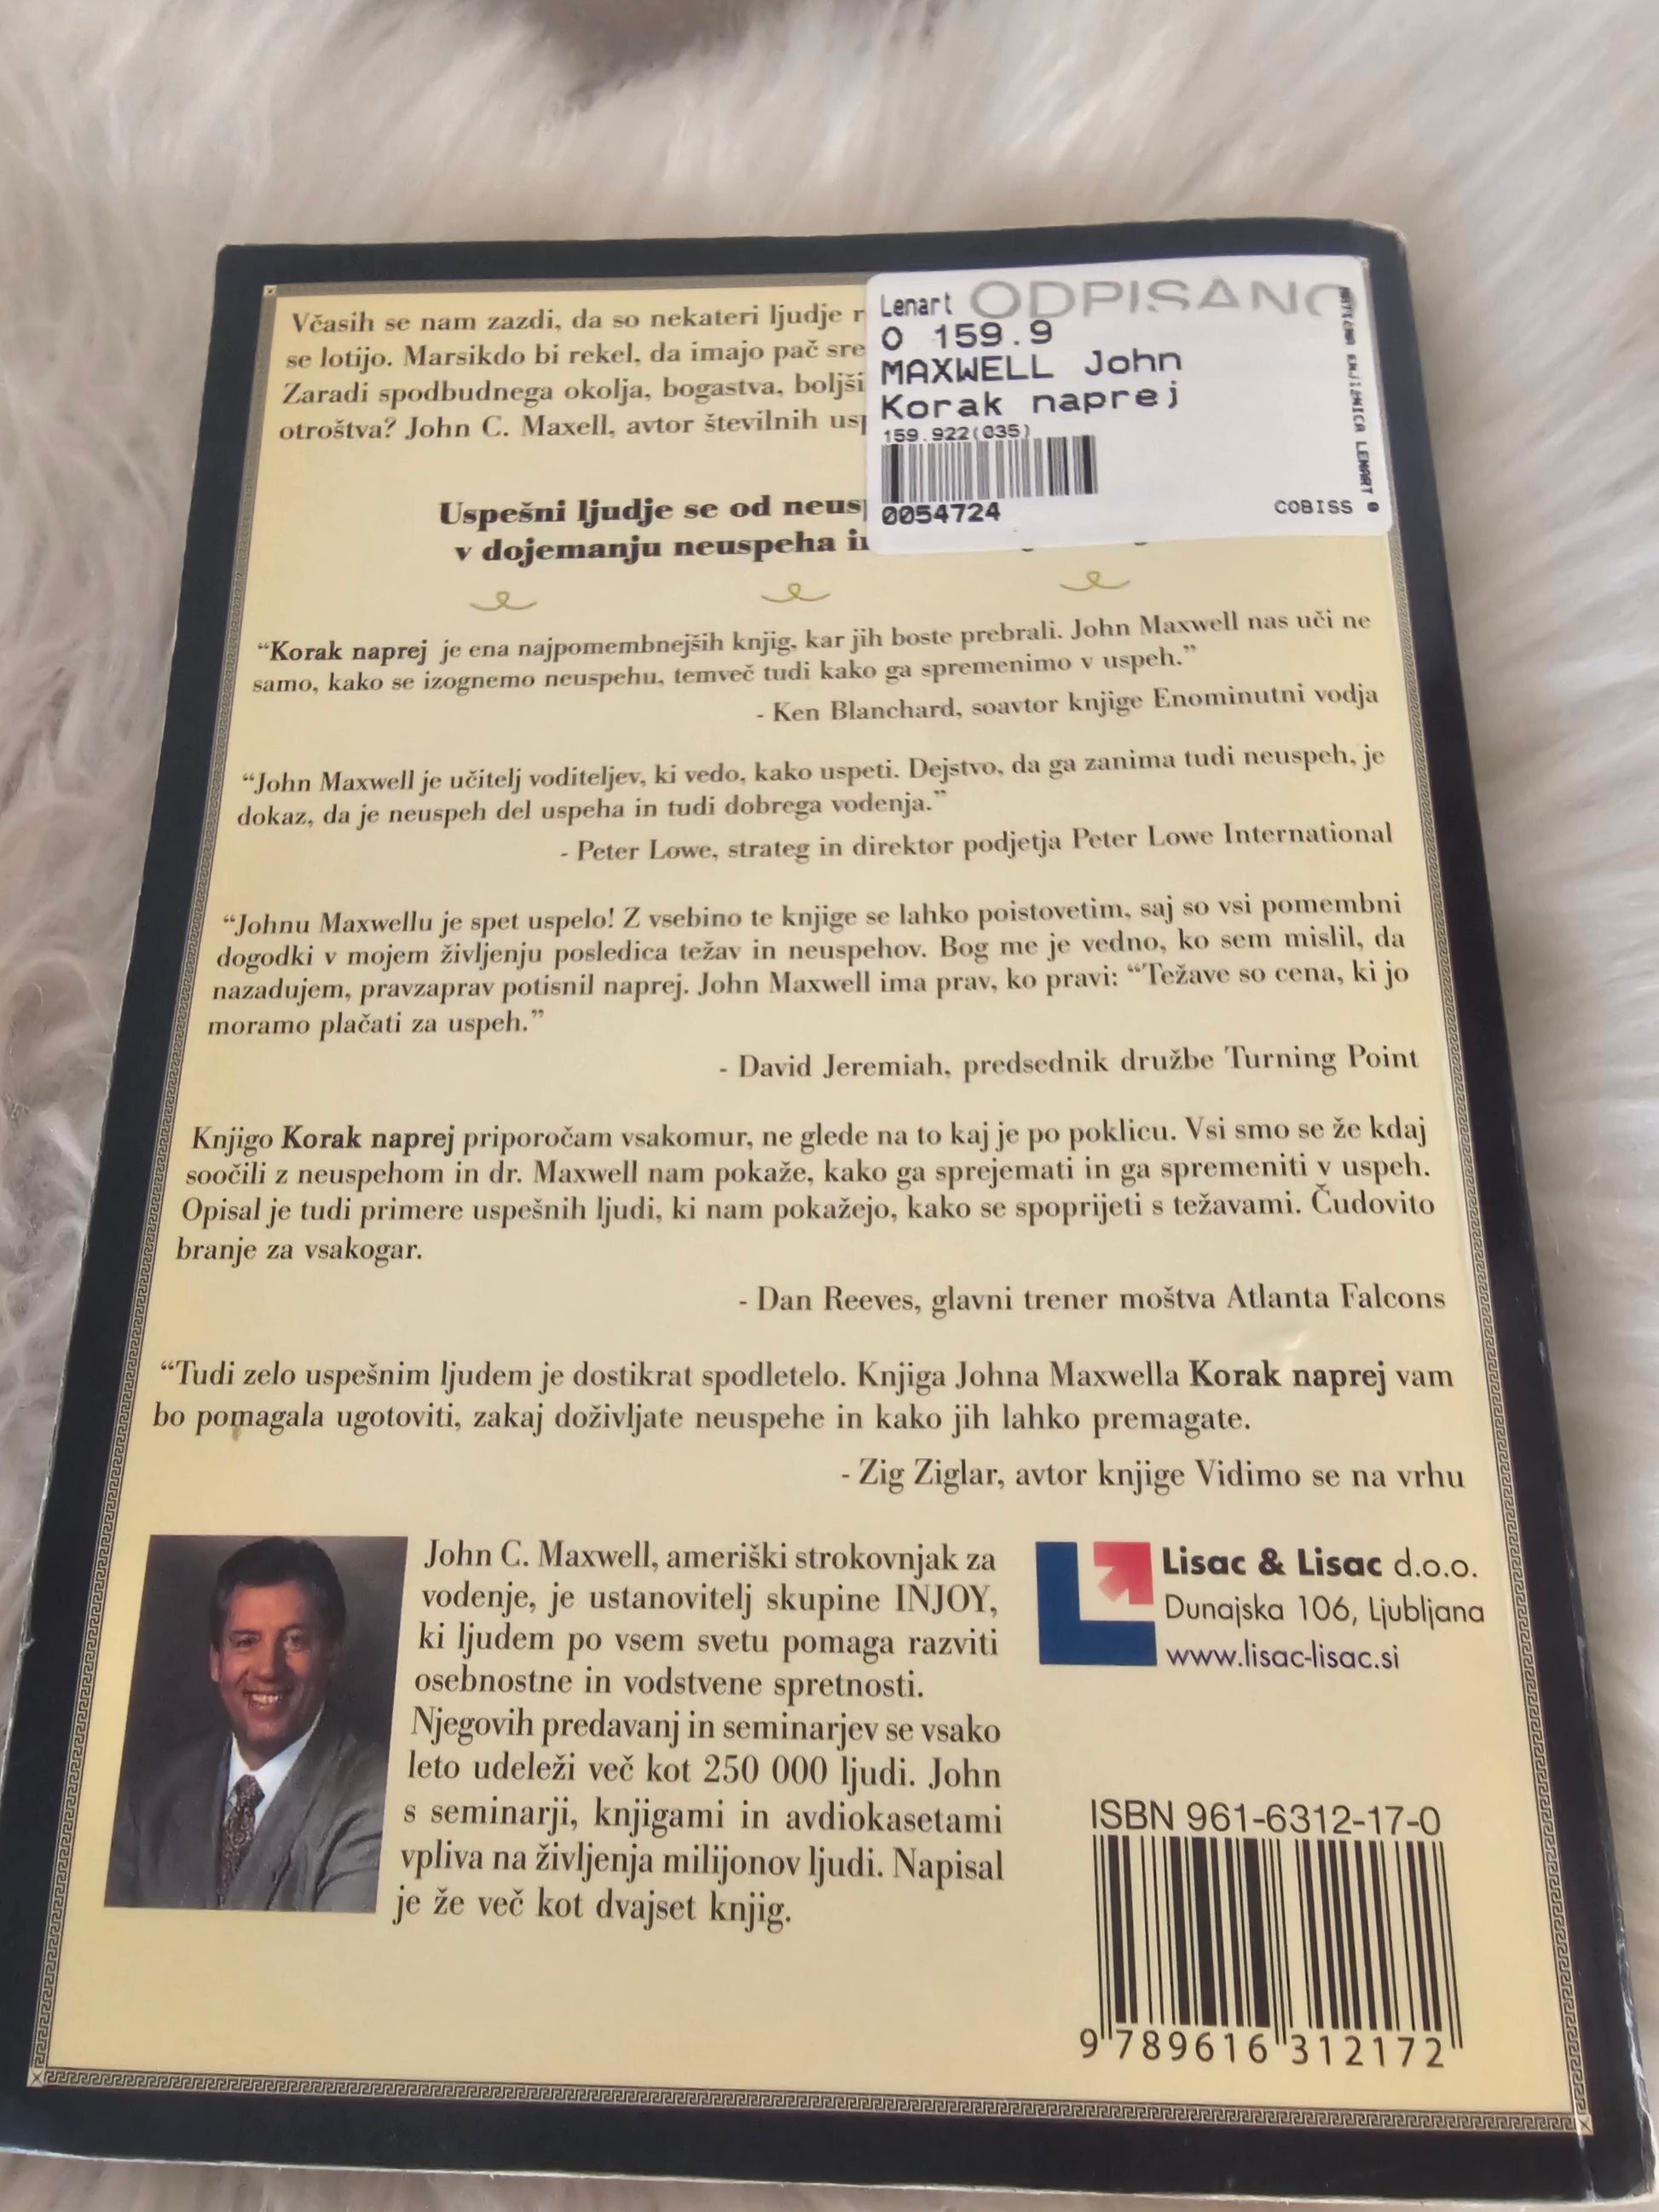 Včasih se nam zazdi, da so nekateri ljudje
se lotijo. Marsikdo bi rekel, da imajo pač
Zaradi spodbudnega okolja, bogastva,
otroštva? John C. Maxell, avtor številnih
Uspešni ljudje se od
v dojemanju neuspeha
Lenart ODPISANO
O 159.9
MAXWELL John
Korak naprej
159.922(035)
0054724
COBISS
KNJIŽNICA LENART
“Korak naprej je ena najpomembnejših knjig, kar jih boste prebrali. John Maxwell nas uči ne
samo, kako se izognemo neuspehu, temveč tudi kako ga spremenimo v uspeh.”
- Ken Blanchard, soavtor knjige Enominutni vodja
“John Maxwell je učitelj voditeljev, ki vedo, kako uspeti. Dejstvo, da ga zanima tudi neuspeh, je
dokaz, da je neuspeh del uspeha in tudi dobrega vodenja.”
- Peter Lowe, strateg in direktor podjetja Peter Lowe International
“Johnu Maxwellu je spet uspelo! Z vsebino te knjige se lahko poistovetim, saj so vsi pomembni
dogodki v mojem življenju posledica težav in neuspehov. Bog me je vedno, ko sem mislil, da
nazadujem, pravzaprav potisnil naprej. John Maxwell ima prav, ko pravi: “Težave so cena, ki jo
moramo plačati za uspeh.”
- David Jeremiah, predsednik družbe Turning Point
Knjigo Korak naprej priporočam vsakomur, ne glede na to kaj je po poklicu. Vsi smo se že kdaj
soočili z neuspehom in dr. Maxwell nam pokaže, kako ga sprejemati in ga spremeniti v uspeh.
Opisal je tudi primere uspešnih ljudi, ki nam pokažejo, kako se spoprijeti s težavami. Čudovito
branje za vsakogar.
- Dan Reeves, glavni trener moštva Atlanta Falcons
“Tudi zelo uspešnim ljudem je dostikrat spodletelo. Knjiga Johna Maxwella Korak naprej vam
bo pomagala ugotoviti, zakaj doživljate neuspehe in kako jih lahko premagate.
- Zig Ziglar, avtor knjige Vidimo se na vrhu
John C. Maxwell, ameriški strokovnjak za
vodenje, je ustanovitelj skupine INJOY,
ki ljudem po vsem svetu pomaga razviti
osebnostne in vodstvene spretnosti.
Njegovih predavanj in seminarjev se vsako
leto udeleži več kot 250 000 ljudi. John
s seminarji, knjigami in avdiokasetami
vpliva na življenja milijonov ljudi. Napisal
je že več kot dvajset knjig.
Lisac & Lisac d.o.o.
Dunajska 106, Ljubljana
www.lisac-lisac.si
ISBN 961-6312-17-0
9 789616 312172